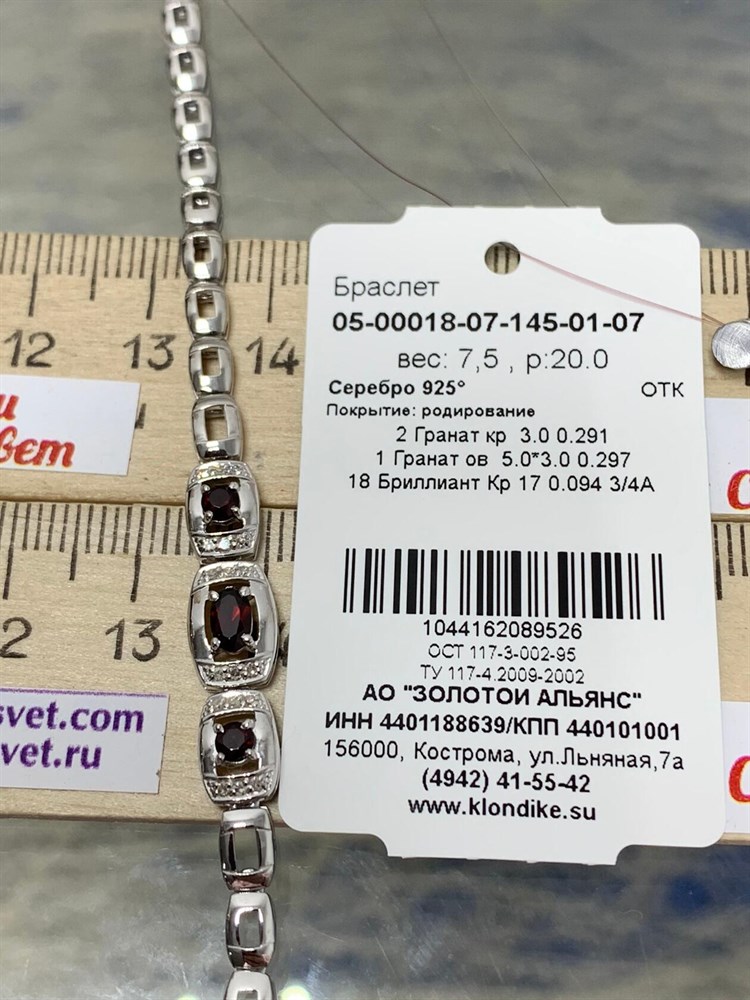 Браслет
05-00018-07-145-01-07
вес: 7,5 , р:20.0
Серебро 925° ОТК
Покрытие: родирование
2 Гранат кр 3.0 0.291
1 Гранат ов 5.0*3.0 0.297
18 Бриллиант Кр 17 0.094 3/4А
1044162089526
ОСТ 117-3-002-95
ТУ 117-4.2009-2002
АО "ЗОЛОТОИ АЛЬЯНС"
ИНН 4401188639/КПП 440101001
156000, Кострома, ул.Льняная,7а
(4942) 41-55-42
www.klondike.su
12 13 14
и
вет
12 13
svet.com
vet.ru